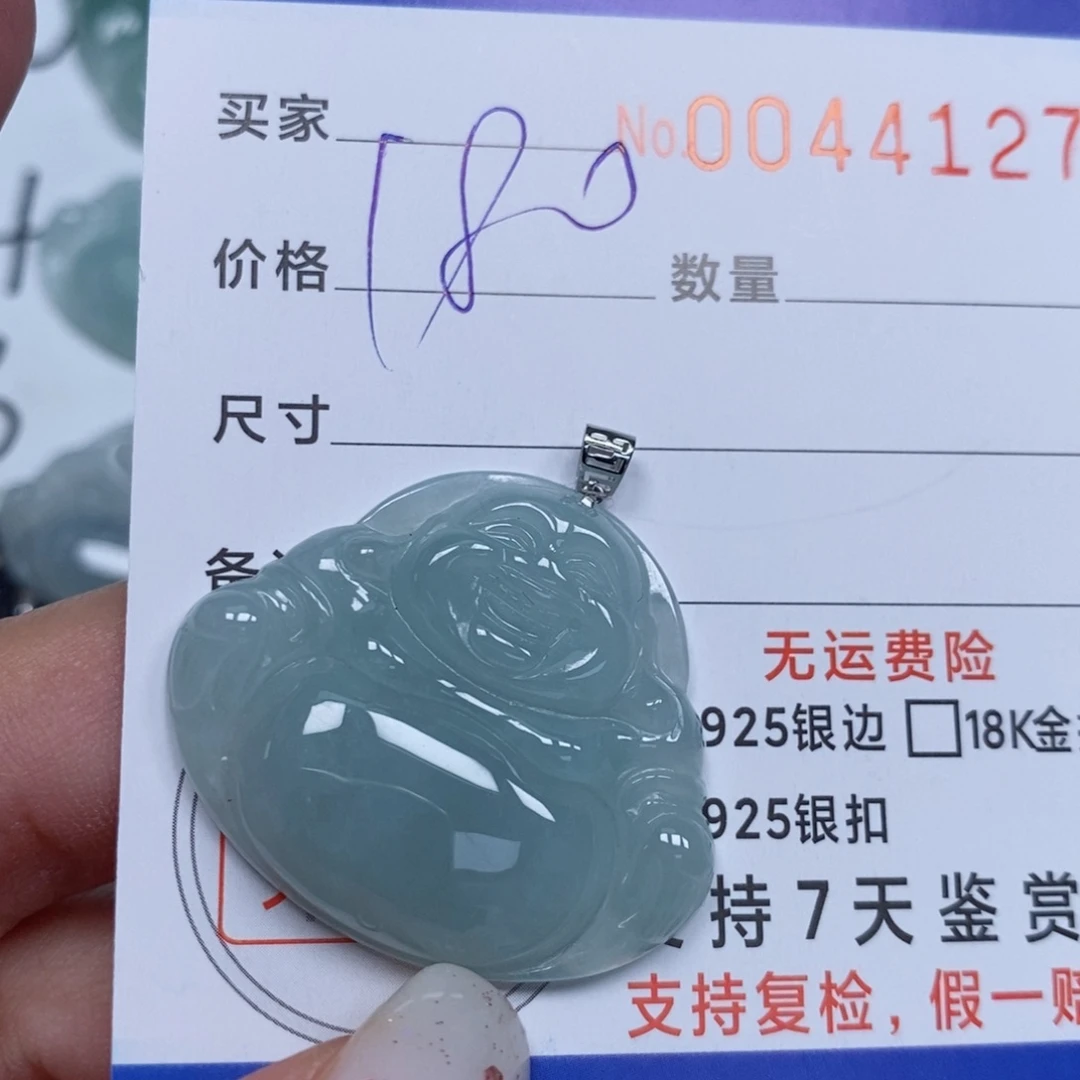 买家 No.0044127
180
价格 数量
尺寸
备
无运费险
925银边 □18K金
925银扣
持7天鉴赏
支持复检，假一赔